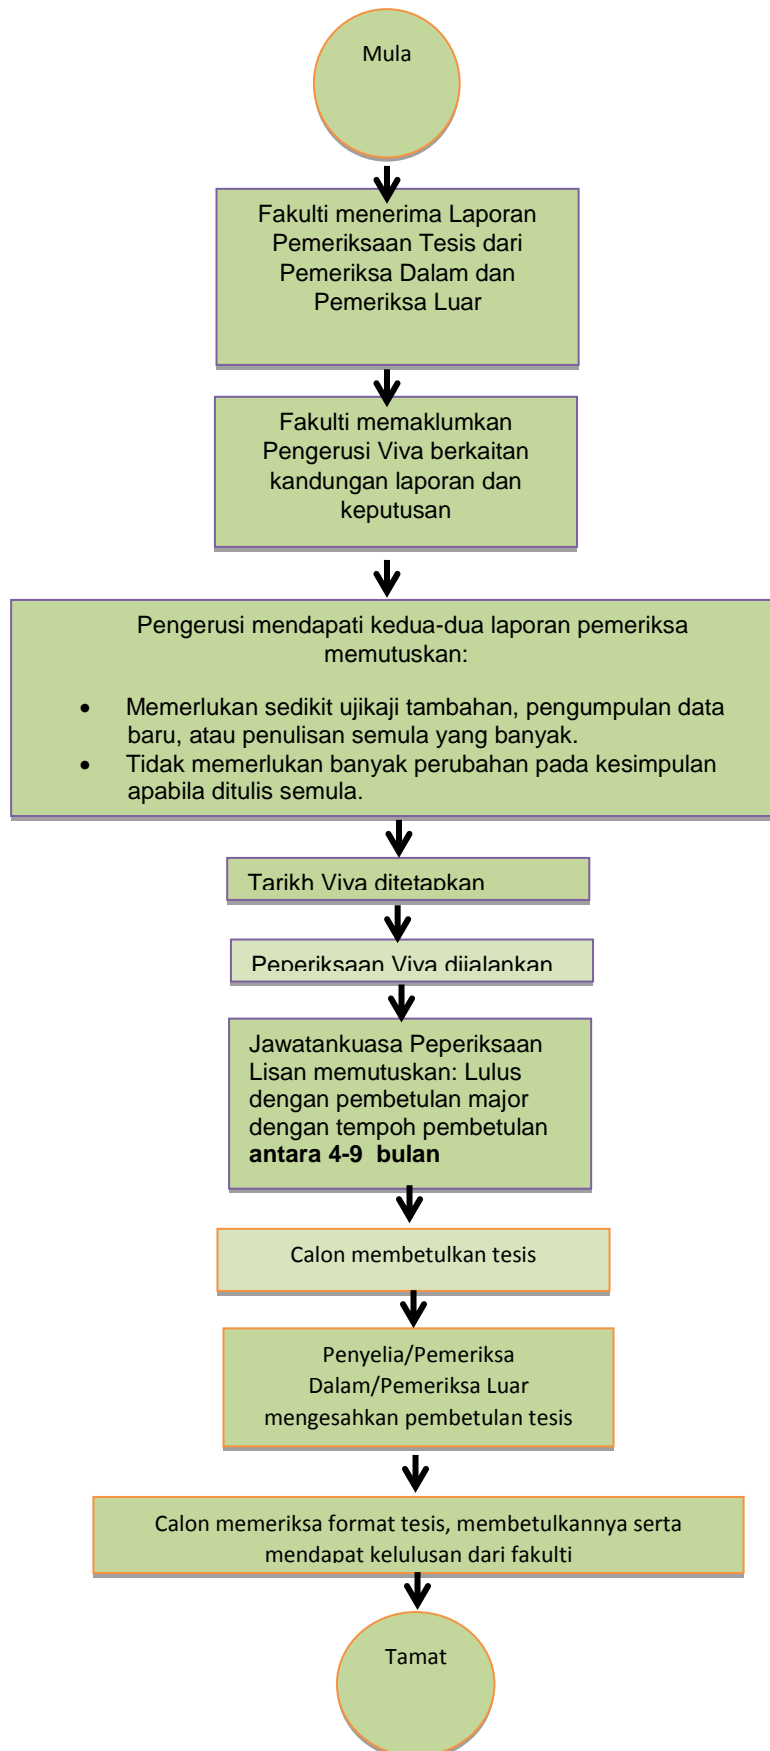 Mula
Fakulti menerima Laporan
Pemeriksaan Tesis dari
Pemeriksa Dalam dan
Pemeriksa Luar
Fakulti memaklumkan
Pengerusi Viva berkaitan
kandungan laporan dan
keputusan
Pengerusi mendapati kedua-dua laporan pemeriksa
memutuskan:
• Memerlukan sedikit ujikaji tambahan, pengumpulan data
baru, atau penulisan semula yang banyak.
• Tidak memerlukan banyak perubahan pada kesimpulan
apabila ditulis semula.
Tarikh Viva ditetapkan
Peperiksaan Viva dijalankan
Jawatankuasa Peperiksaan
Lisan memutuskan: Lulus
dengan pembetulan major
dengan tempoh pembetulan
antara 4-9 bulan
Calon membetulkan tesis
Penyelia/Pemeriksa
Dalam/Pemeriksa Luar
mengesahkan pembetulan tesis
Calon memeriksa format tesis, membetulkannya serta
mendapat kelulusan dari fakulti
Tamat